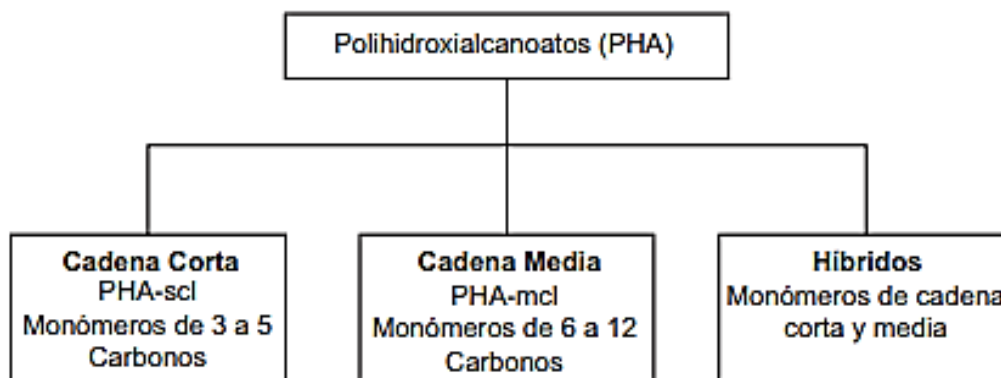 Polihidroxialcanoatos (PHA)
Cadena Corta
PHA-scl
Monómeros de 3 a 5
Carbonos
Cadena Media
PHA-mcl
Monómeros de 6 a 12
Carbonos
Híbridos
Monómeros de cadena
corta y media